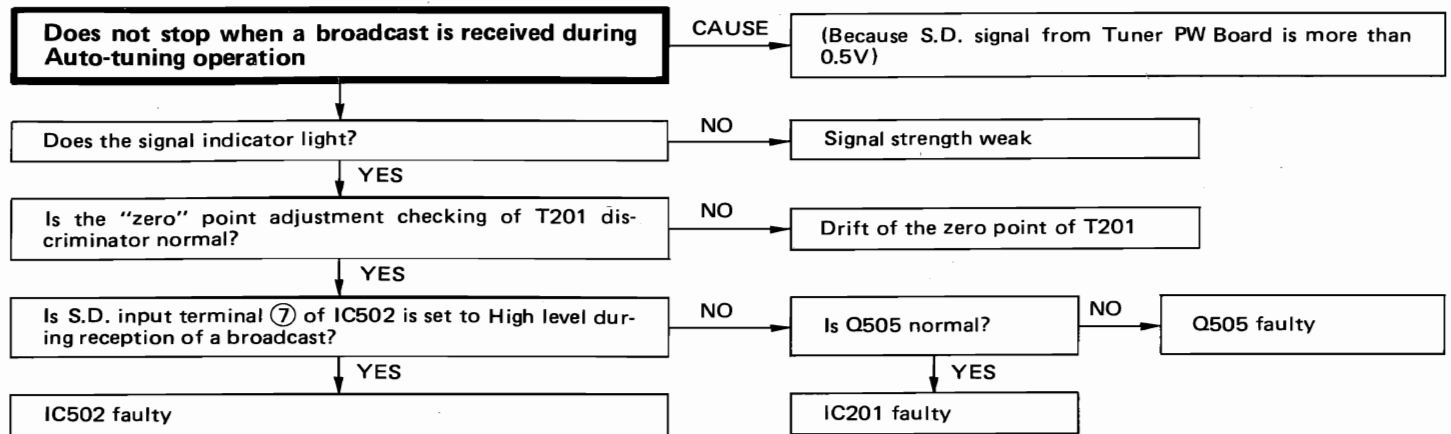 Does not stop when a broadcast is received during
Auto-tuning operation
CAUSE
(Because S.D. signal from Tuner PW Board is more than
0.5V)
Does the signal indicator light?
NO
Signal strength weak
YES
Is the "zero" point adjustment checking of T201 dis-
criminator normal?
NO
Drift of the zero point of T201
YES
Is S.D. input terminal ⑦ of IC502 is set to High level dur-
ing reception of a broadcast?
NO
Is Q505 normal?
NO
Q505 faulty
YES
YES
IC502 faulty
IC201 faulty